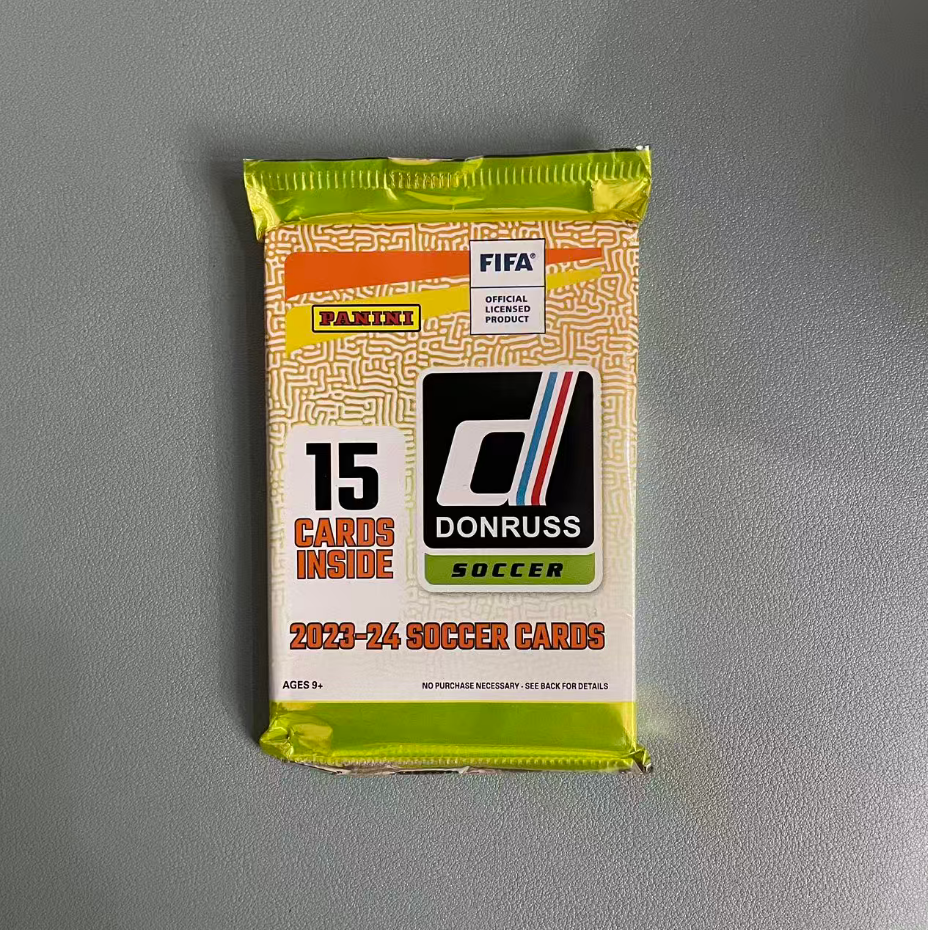 FIFA®
OFFICIAL
LICENSED
PRODUCT
PANINI
15
CARDS
INSIDE
d
DONRUSS
SOCCER
2023-24 SOCCER CARDS
AGES 9+
NO PURCHASE NECESSARY - SEE BACK FOR DETAILS